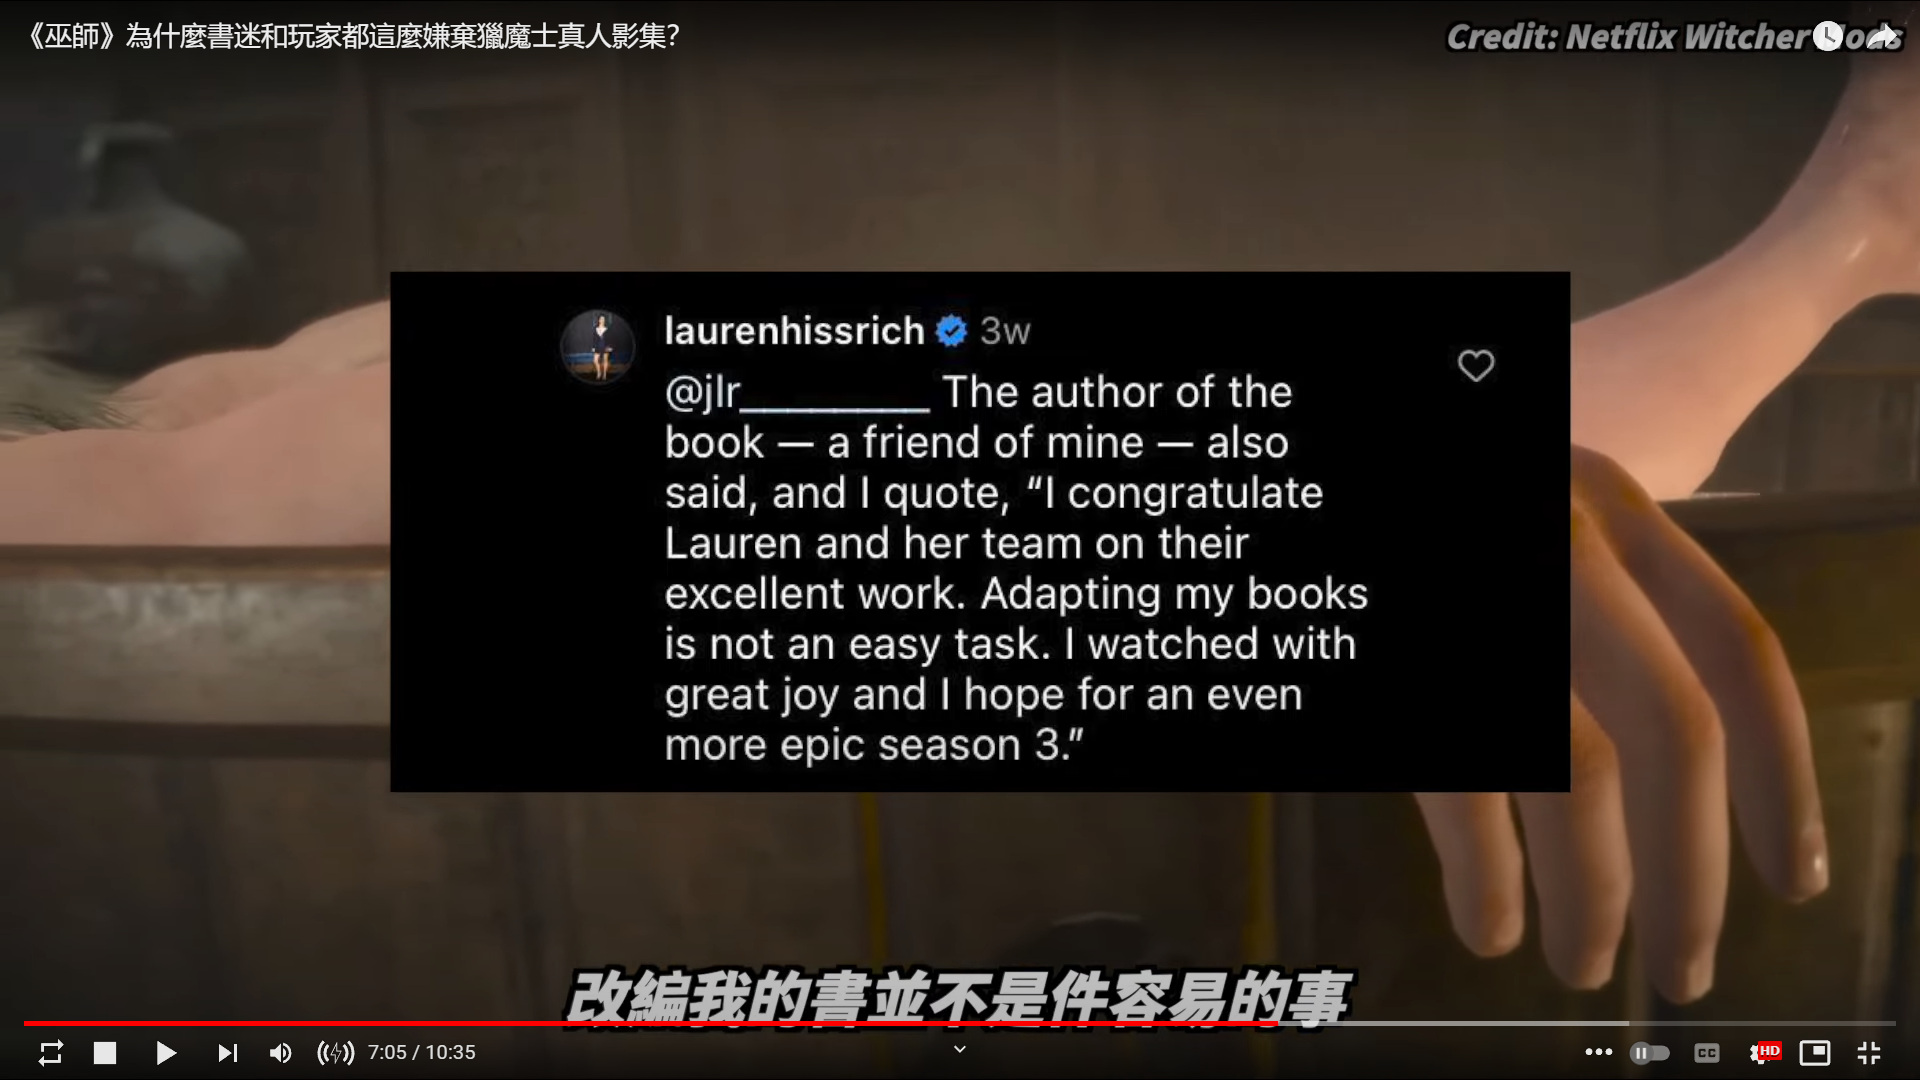 《巫師》為什麼書迷和玩家都這麼嫌棄獵魔士真人影集?
Credit: Netflix Witcher Mods
laurenhissrich 3w
@jlr__________ The author of the
book — a friend of mine — also
said, and I quote, “I congratulate
Lauren and her team on their
excellent work. Adapting my books
is not an easy task. I watched with
great joy and I hope for an even
more epic season 3.”
改編我的書並不是件容易的事
7:05 / 10:35
CC
HD